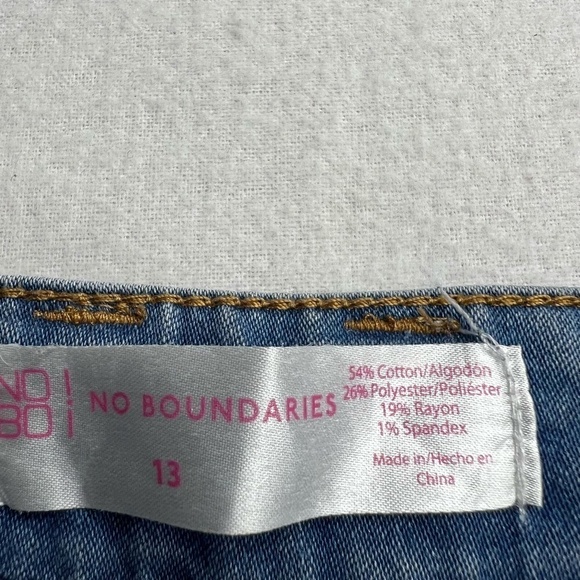 NO!
BO!
NO BOUNDARIES
13
54% Cotton/Algodón
26% Polyester/Poliéster
19% Rayon
1% Spandex
Made in/Hecho en
China